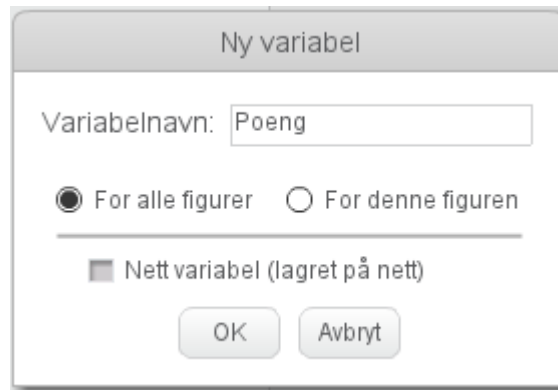 Ny variabel
Variabelnavn: Poeng
For alle figurer For denne figuren
Nett variabel (lagret på nett)
OK Avbryt